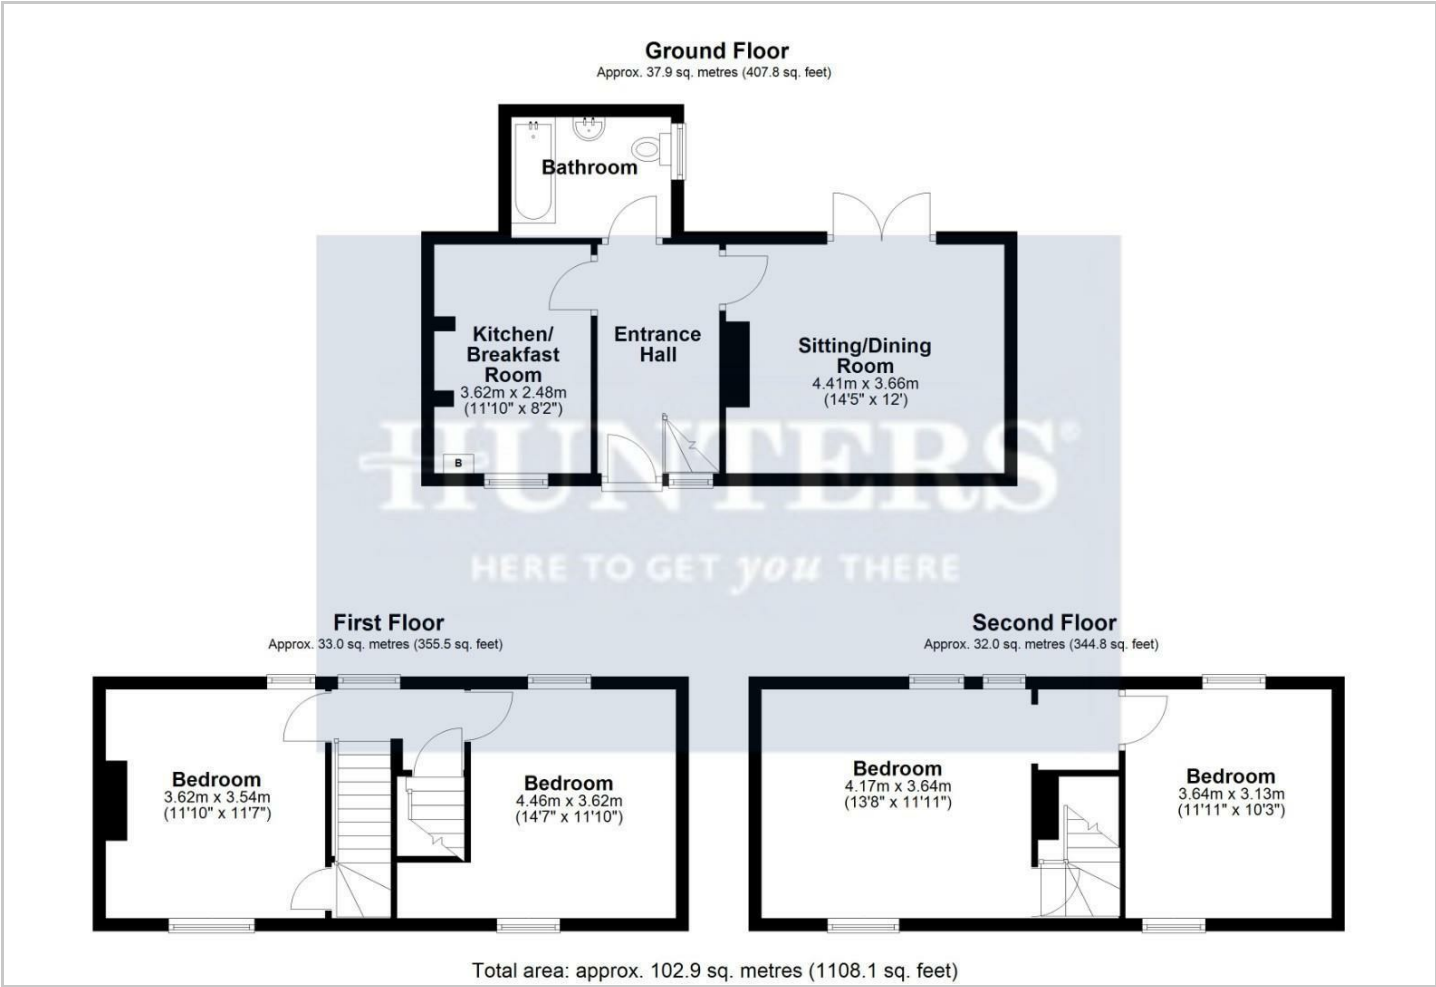 Ground Floor
Approx. 37.9 sq. metres (407.8 sq. feet)
Bathroom
Kitchen/
Breakfast
Room
3.62m x 2.48m
(11'10" x 8'2")
B
Entrance
Hall
Sitting/Dining
Room
4.41m x 3.66m
(14'5" x 12')
HUNTERS®
HERE TO GET you THERE
First Floor
Approx. 33.0 sq. metres (355.5 sq. feet)
Bedroom
3.62m x 3.54m
(11'10" x 11'7")
Bedroom
4.46m x 3.62m
(14'7" x 11'10")
Second Floor
Approx. 32.0 sq. metres (344.8 sq. feet)
Bedroom
4.17m x 3.64m
(13'8" x 11'11")
Bedroom
3.64m x 3.13m
(11'11" x 10'3")
Total area: approx. 102.9 sq. metres (1108.1 sq. feet)